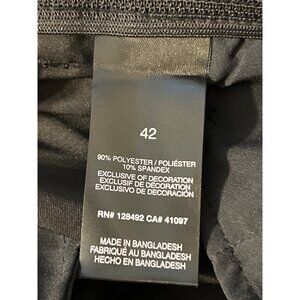 42
90% POLYESTER / POLIÉSTER
10% SPANDEX
EXCLUSIVE OF DECORATION
EXCLUSIF DE DÉCORATION
EXCLUSIVO DE DECORACIÓN
RN# 128492 CA# 41097
MADE IN BANGLADESH
FABRIQUÉ AU BANGLADESH
HECHO EN BANGLADESH